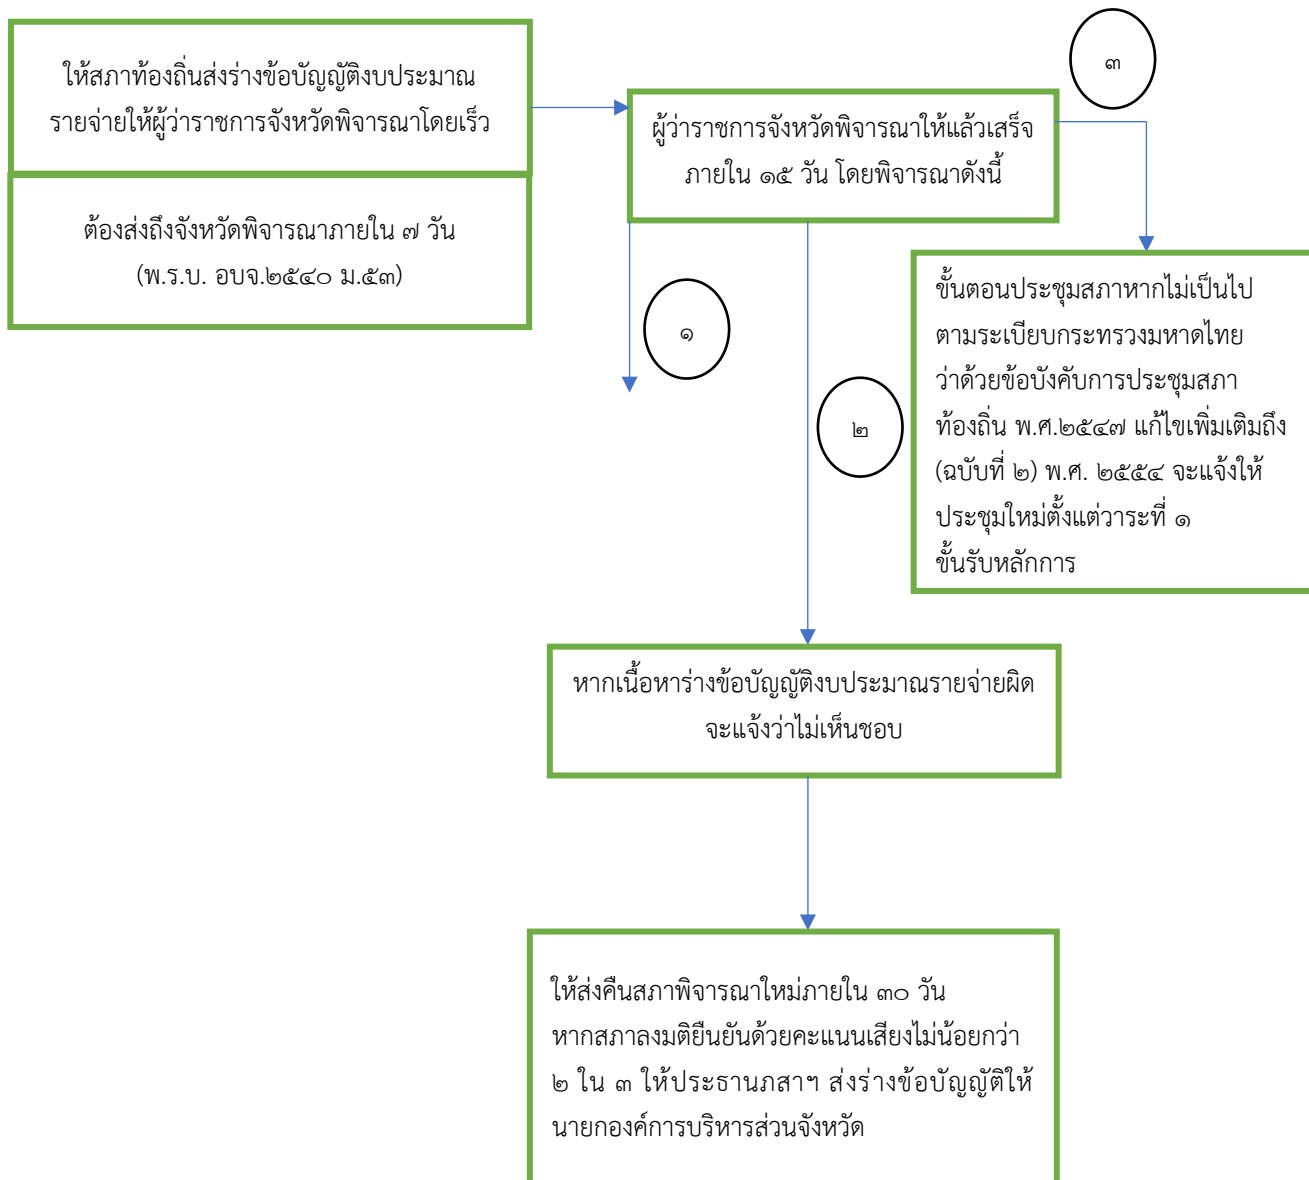 ให้สภาท้องถิ่นส่งร่างข้อบัญญัติงบประมาณ
รายจ่ายให้ผู้ว่าราชการจังหวัดพิจารณาโดยเร็ว
ต้องส่งถึงจังหวัดพิจารณาภายใน ๗ วัน
(พ.ร.บ. อบจ.๒๕๔๐ ม.๕๓)
ผู้ว่าราชการจังหวัดพิจารณาให้แล้วเสร็จ
ภายใน ๑๕ วัน โดยพิจารณาดังนี้
๓
๑
๒
ขั้นตอนประชุมสภาหากไม่เป็นไป
ตามระเบียบกระทรวงมหาดไทย
ว่าด้วยข้อบังคับการประชุมสภา
ท้องถิ่น พ.ศ.๒๕๔๗ แก้ไขเพิ่มเติมถึง
(ฉบับที่ ๒) พ.ศ. ๒๕๕๔ จะแจ้งให้
ประชุมใหม่ตั้งแต่วาระที่ ๑
ขั้นรับหลักการ
หากเนื้อหาร่างข้อบัญญัติงบประมาณรายจ่ายผิด
จะแจ้งว่าไม่เห็นชอบ
ให้ส่งคืนสภาพิจารณาใหม่ภายใน ๓๐ วัน
หากสภาลงมติยืนยันด้วยคะแนนเสียงไม่น้อยกว่า
๒ ใน ๓ ให้ประธานภสาฯ ส่งร่างข้อบัญญัติให้
นายกองค์การบริหารส่วนจังหวัด